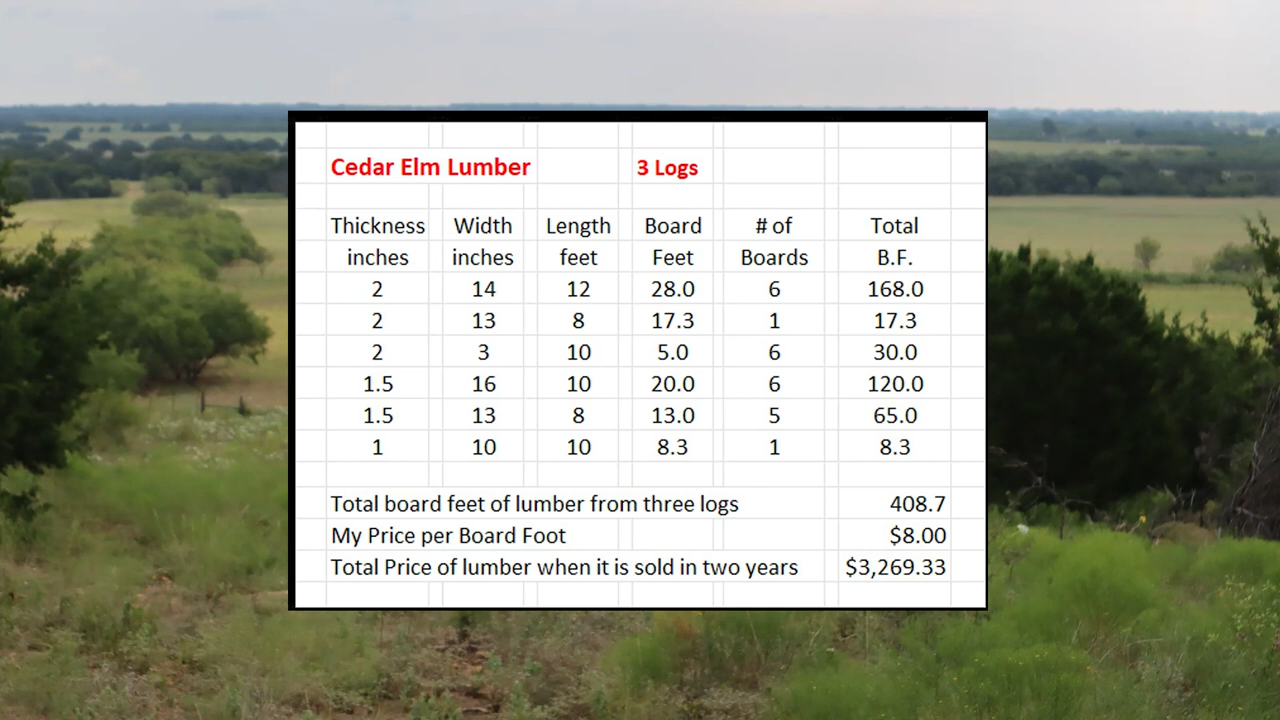 Cedar Elm Lumber 3 Logs
Thickness Width Length Board # of Total
inches inches feet Feet Boards B.F.
2 14 12 28.0 6 168.0
2 13 8 17.3 1 17.3
2 3 10 5.0 6 30.0
1.5 16 10 20.0 6 120.0
1.5 13 8 13.0 5 65.0
1 10 10 8.3 1 8.3
Total board feet of lumber from three logs 408.7
My Price per Board Foot $8.00
Total Price of lumber when it is sold in two years $3,269.33